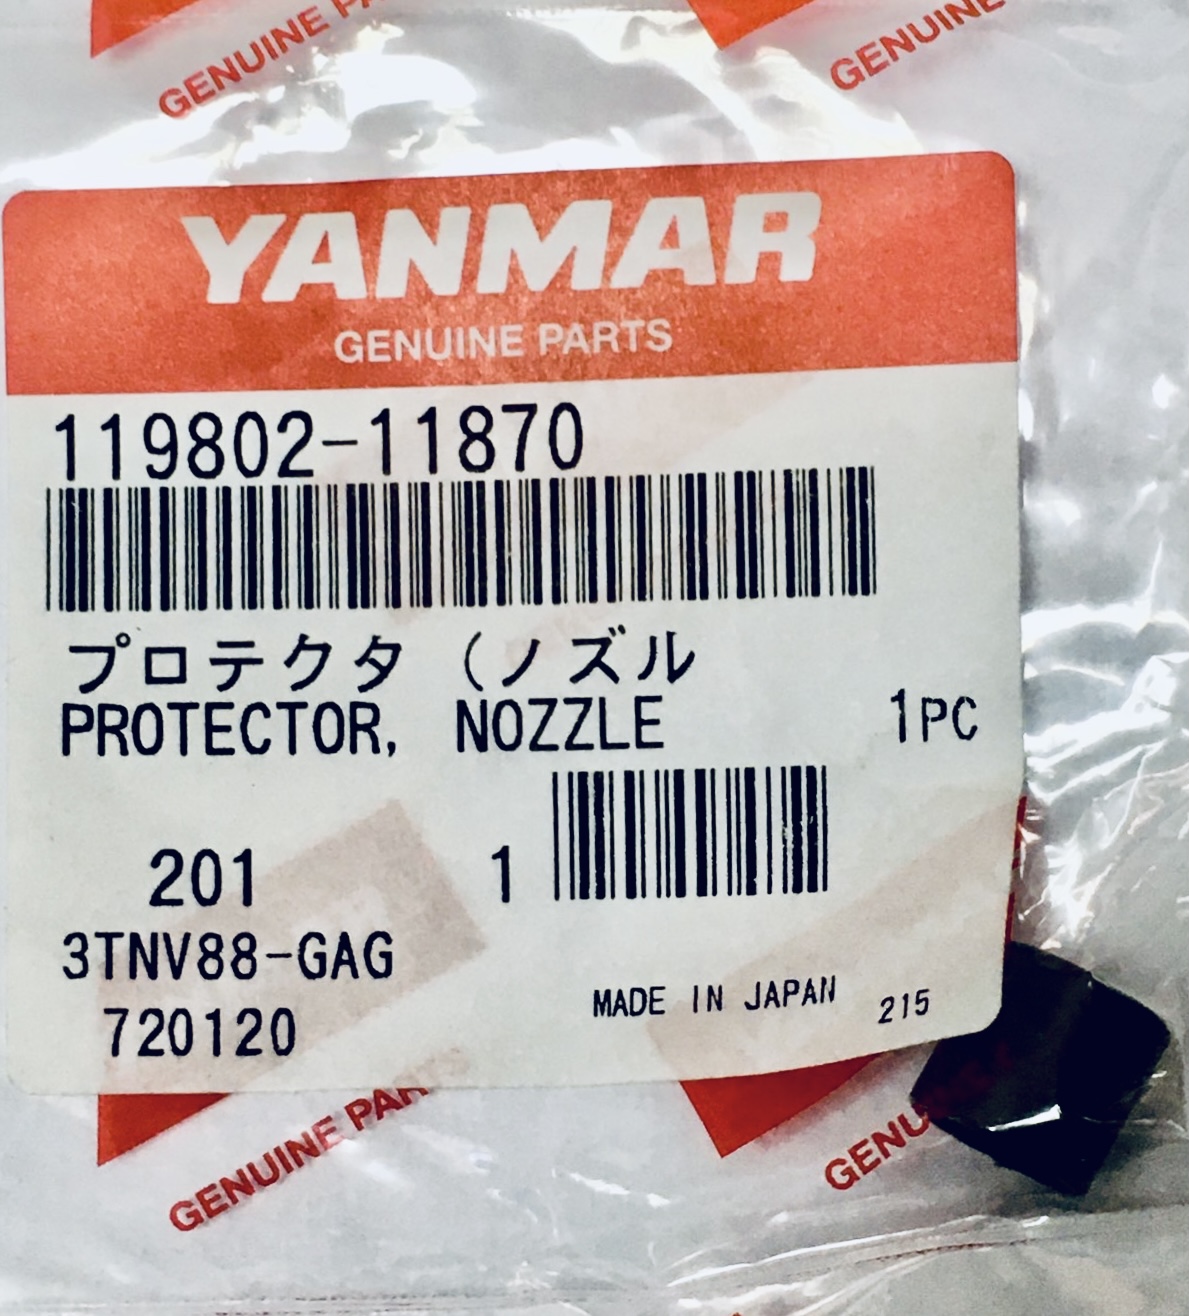 GENUINE PA
GENUINE
YANMAR
GENUINE PARTS
119802-11870
プロテクタ (ノズル
PROTECTOR, NOZZLE 1PC
201 1
3TNV88-GAG
720120
MADE IN JAPAN 215
GENUINE PAR
GENU